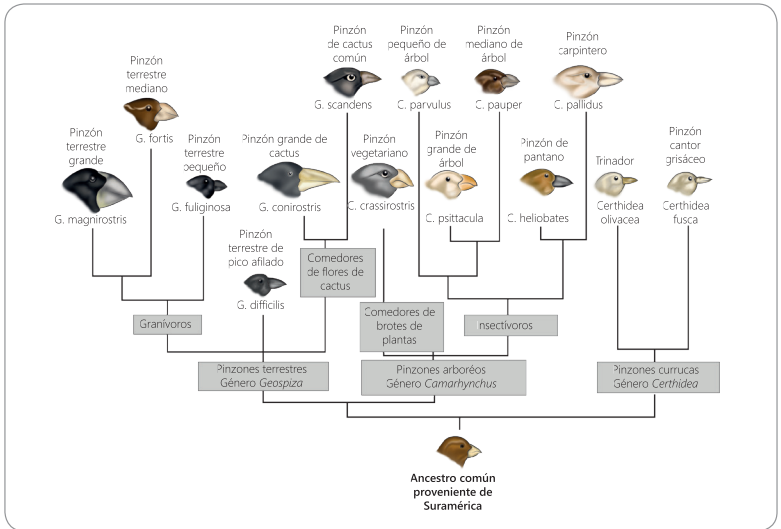 Pinzón
de cactus
común
G. scandens
Pinzón
pequeño de
árbol
C. parvulus
Pinzón
mediano de
árbol
C. pauper
Pinzón
carpintero
C. pallidus
Pinzón
terrestre
mediano
G. fortis
Pinzón
terrestre
grande
G. magnirostris
Pinzón
terrestre
pequeño
G. fuliginosa
Pinzón grande de
cactus
G. conirostris
Pinzón
vegetariano
C. crassirostris
Pinzón
grande de
árbol
C. psittacula
Pinzón de
pantano
C. heliobates
Trinador
Certhidea
olivacea
Pinzón
cantor
grisáceo
Certhidea
fusca
Pinzón
terrestre de
pico afilado
G. difficilis
Comedores
de flores de
cactus
Granívoros
Comedores de
brotes de
plantas
nsectívoros
Pinzones terrestres
Género Geospiza
Pinzones arboréos
Género Camarhynchus
Pinzones currucas
Género Certhidea
Ancestro común
proveniente de
Suramérica